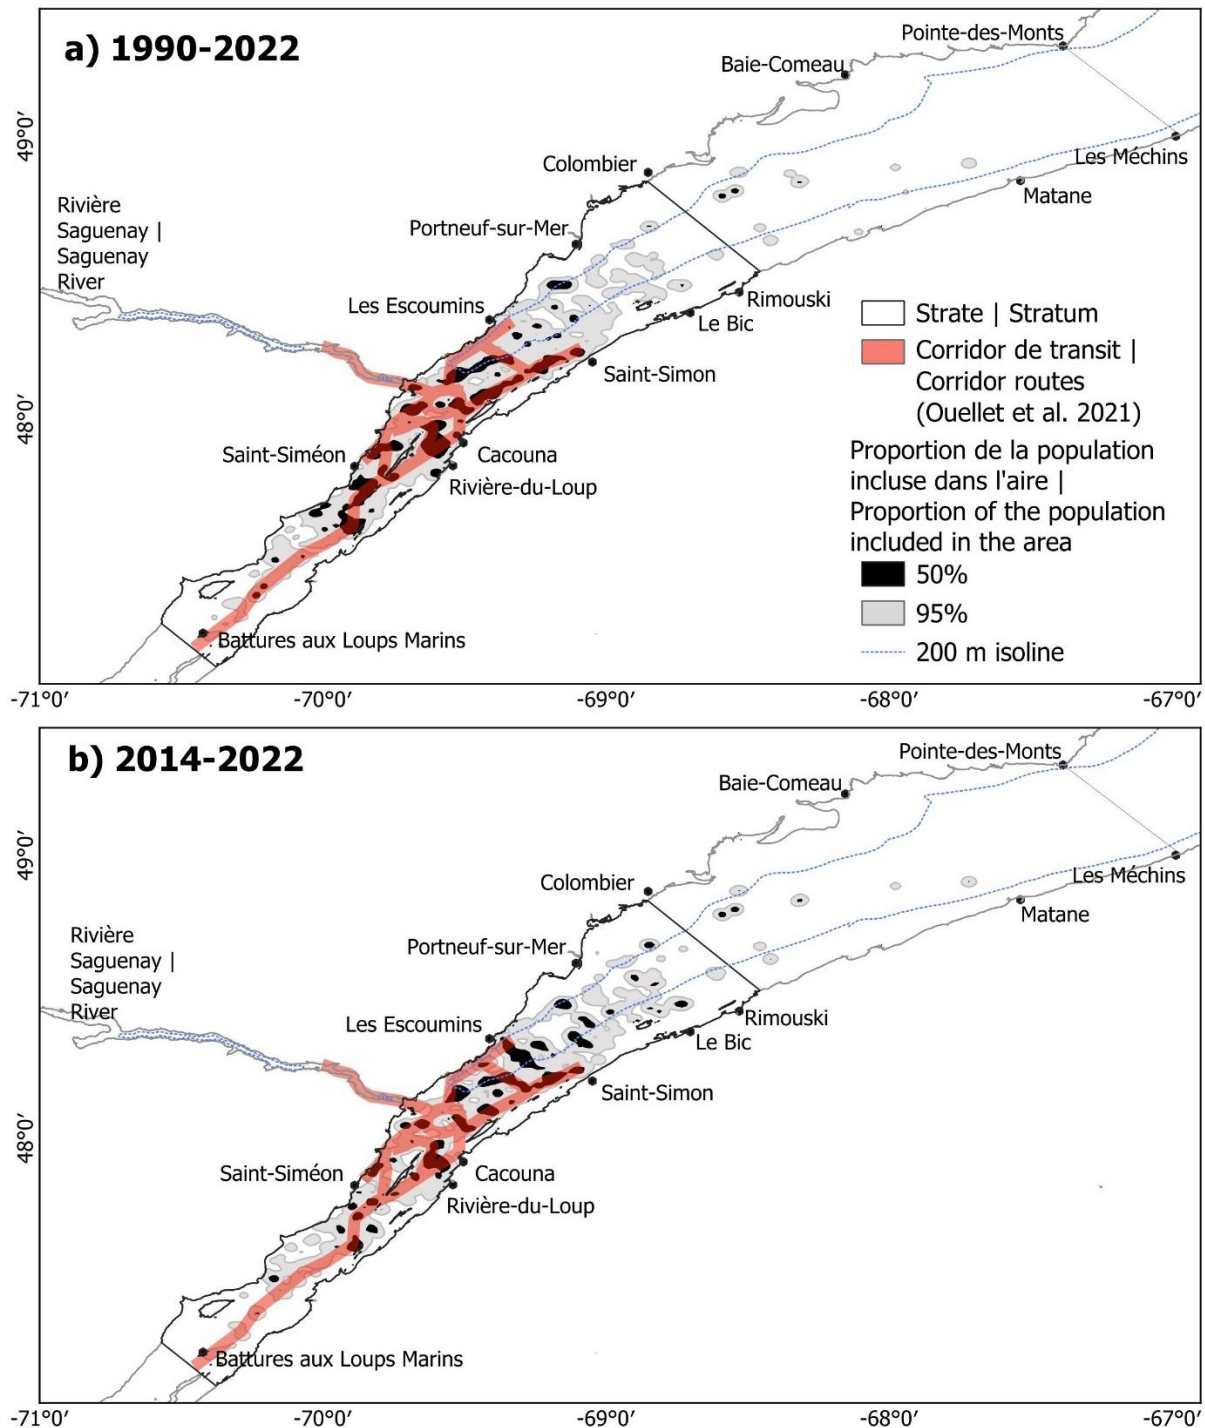 a) 1990-2022
Pointe-des-Monts
Baie-Comeau
49°0′
Colombier
Les Méchins
Matane
Rivière
Saguenay |
Saguenay
River
Portneuf-sur-Mer
Les Escoumins
Rimouski
Le Bic
Strate | Stratum
Corridor de transit |
Corridor routes
(Ouellet et al. 2021)
Saint-Simon
48°0′
Saint-Siméon
Cacouna
Rivière-du-Loup
Proportion de la population
incluse dans l'aire |
Proportion of the population
included in the area
50%
95%
200 m isoline
Battures aux Loups Marins
-71°0′ -70°0′ -69°0′ -68°0′ -67°0′
b) 2014-2022
Pointe-des-Monts
Baie-Comeau
49°0′
Colombier
Les Méchins
Matane
Rivière
Saguenay |
Saguenay
River
Portneuf-sur-Mer
Les Escoumins
Rimouski
Le Bic
Saint-Simon
48°0′
Saint-Siméon
Cacouna
Rivière-du-Loup
Battures aux Loups Marins
-71°0′ -70°0′ -69°0′ -68°0′ -67°0′